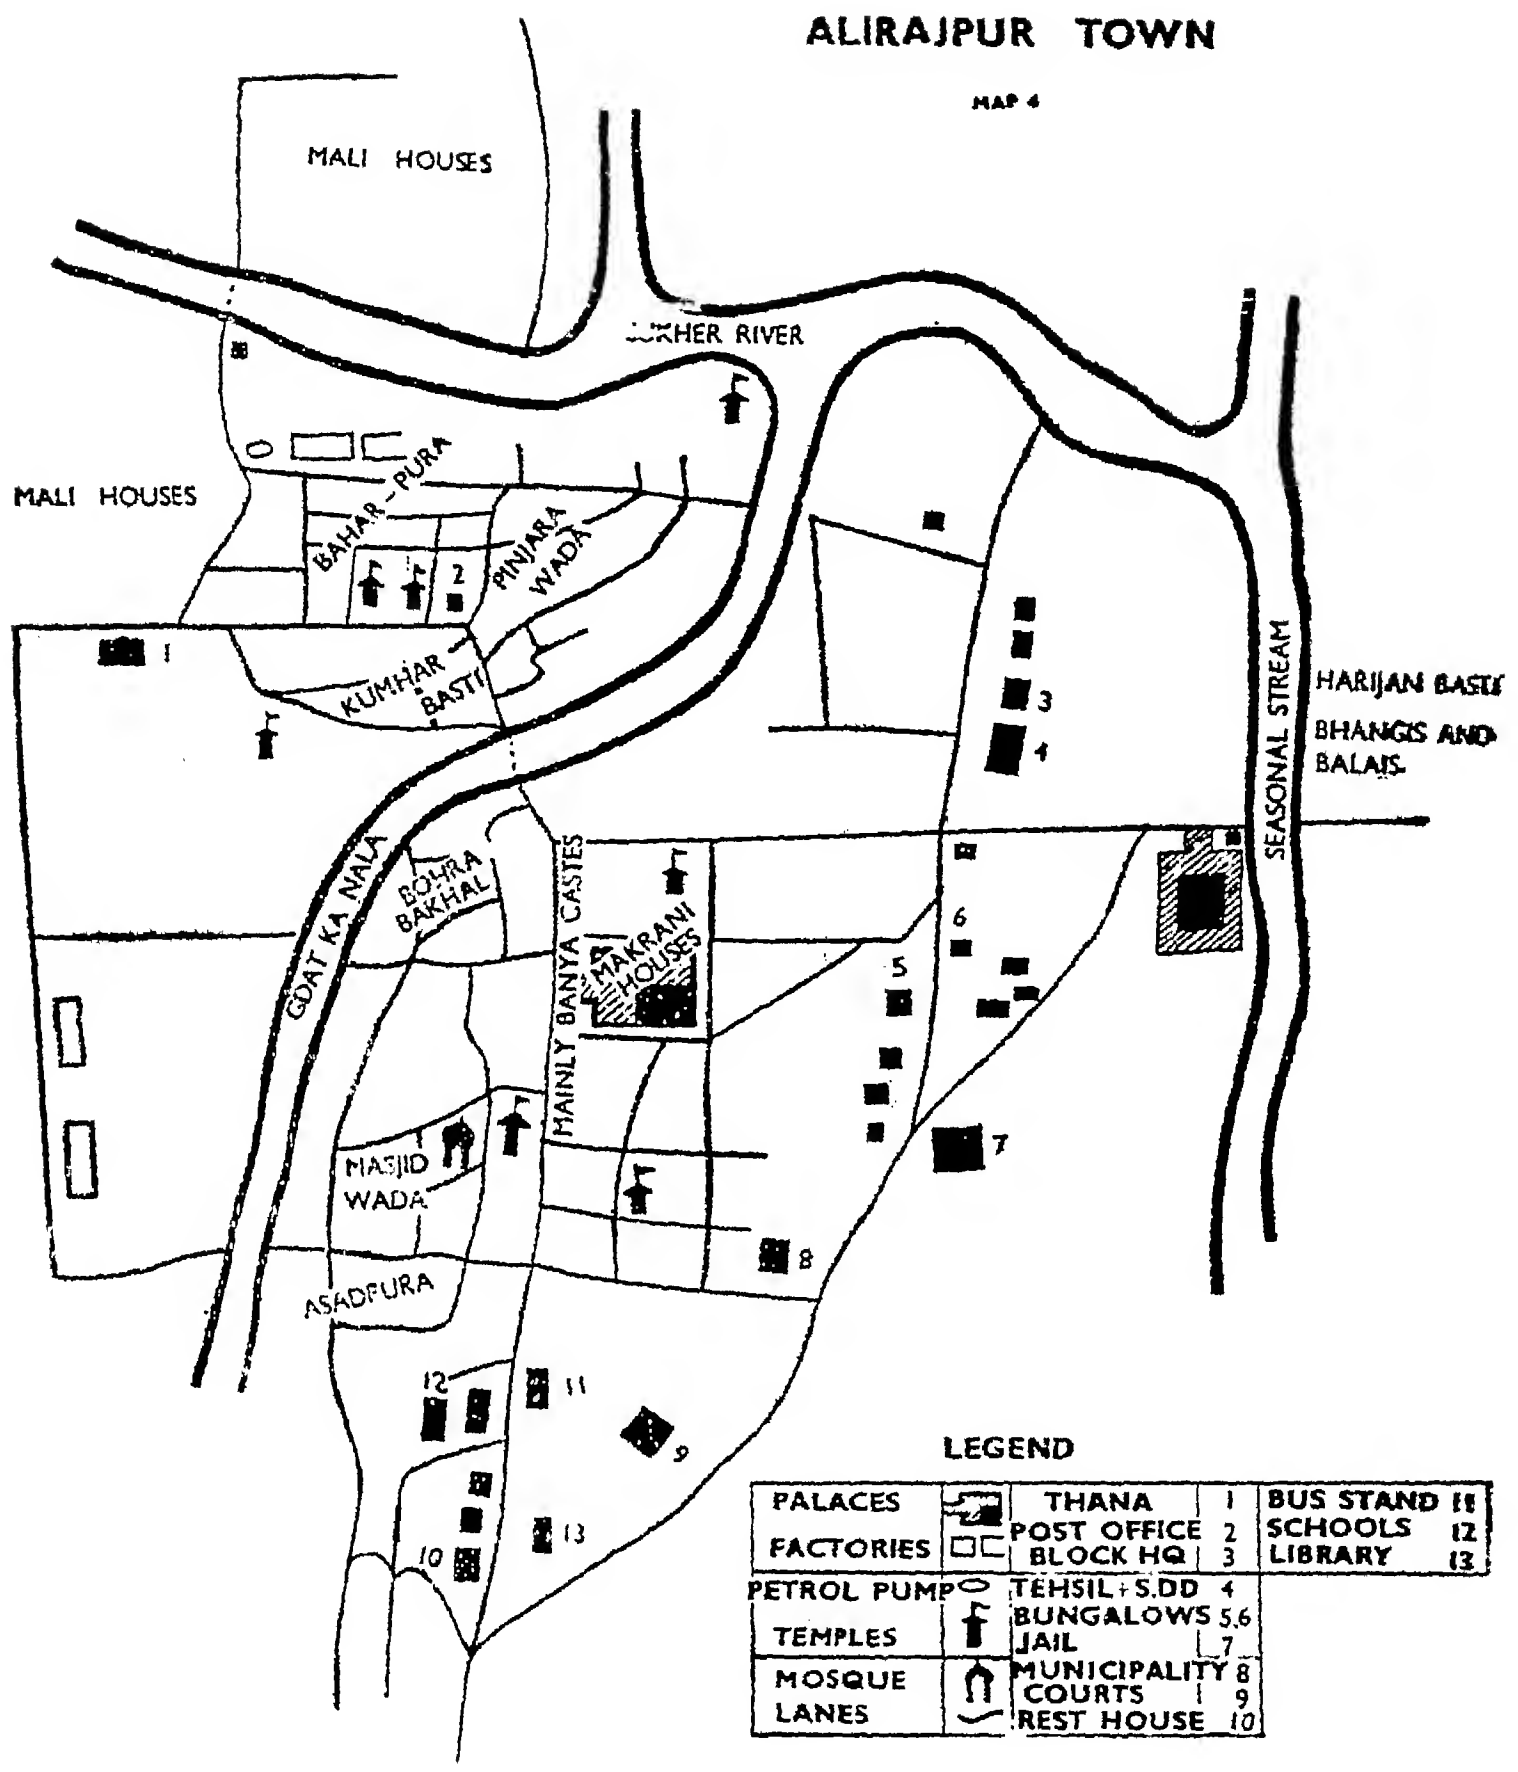 ALIRAJPUR TOWN
MAP 4
MALI HOUSES
RIVER
MALI HOUSES
BAHAR-PURA
PINJARA
WADA
2
1
KUMHAR
BASTI
3
4
SEASONAL STREAM
HARIJAN BASTI
BHANGIS AND
BALAIS.
GOAT KA NALA
BOHRA
BAKHAL
MAINLY BANYA CASTES
MAKRANI
HOUSES
6
5
7
MASJID
WADA
8
ASADPURA
12
11
9
10
13
LEGEND
PALACES THANA 1 BUS STAND 11
POST OFFICE 2 SCHOOLS 12
FACTORIES BLOCK HQ 3 LIBRARY 13
PETROL PUMP TEHSIL+S.DD 4
BUNGALOWS 5,6
TEMPLES JAIL 7
MOSQUE MUNICIPALITY 8
COURTS 9
LANES REST HOUSE 10